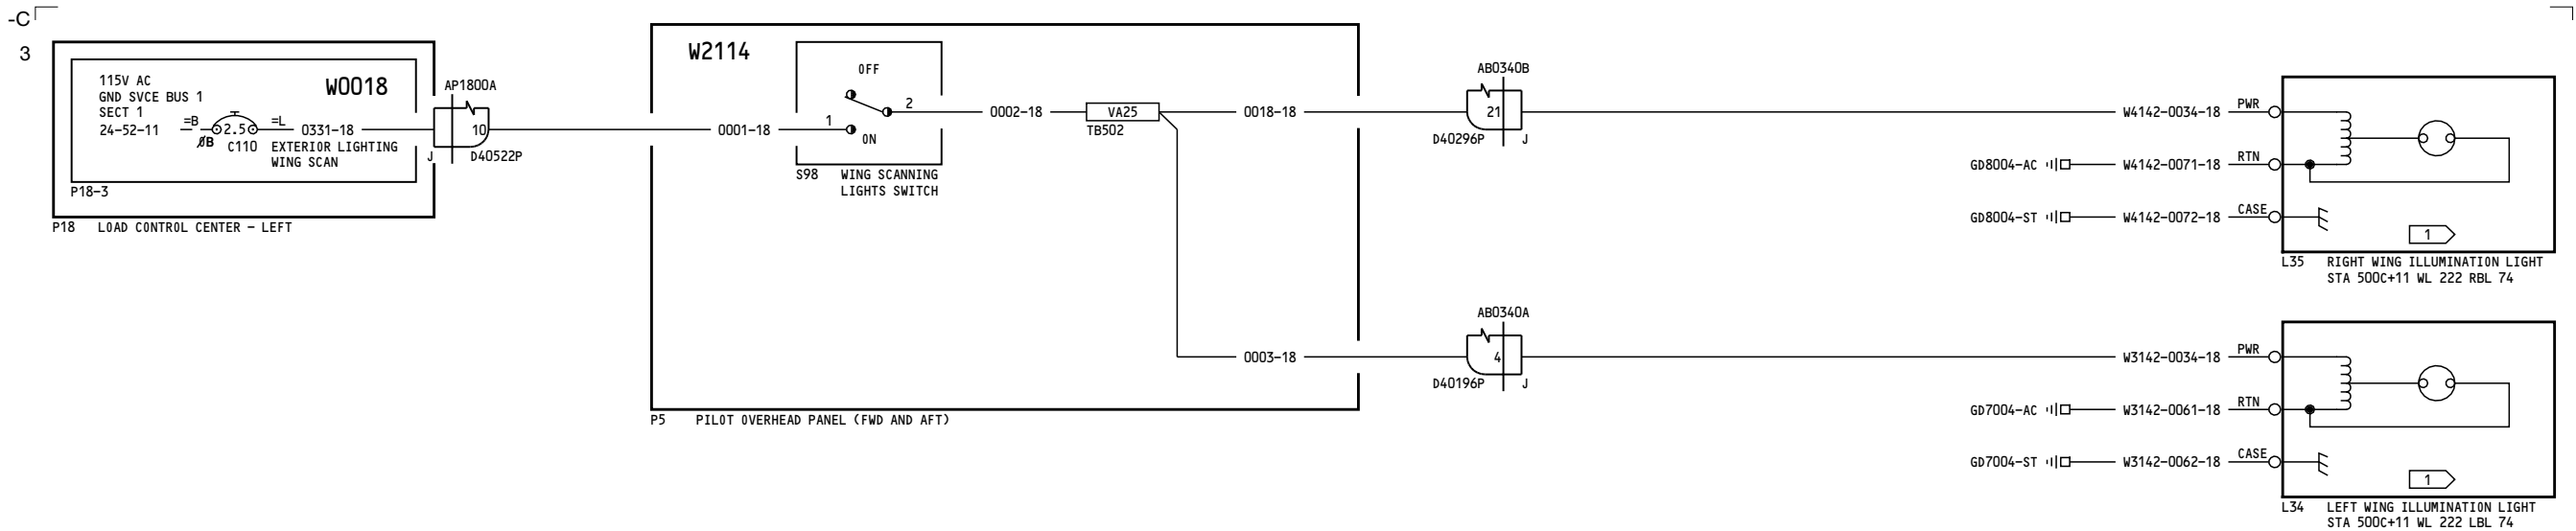 -C
3
115V AC
GND SVCE BUS 1
SECT 1
24-52-11
=B
ØB
2.5
C110
=L
0331-18
EXTERIOR LIGHTING
WING SCAN
W0018
P18-3
P18 LOAD CONTROL CENTER - LEFT
AP1800A
10
J D40522P
W2114
0001-18
OFF
1
2
ON
S98 WING SCANNING
LIGHTS SWITCH
0002-18
VA25
TB502
0018-18
0003-18
P5 PILOT OVERHEAD PANEL (FWD AND AFT)
AB0340B
21
D40296P J
AB0340A
4
D40196P J
W4142-0034-18 PWR
GD8004-AC W4142-0071-18 RTN
GD8004-ST W4142-0072-18 CASE
1
L35 RIGHT WING ILLUMINATION LIGHT
STA 500C+11 WL 222 RBL 74
W3142-0034-18 PWR
GD7004-AC W3142-0061-18 RTN
GD7004-ST W3142-0062-18 CASE
1
L34 LEFT WING ILLUMINATION LIGHT
STA 500C+11 WL 222 LBL 74